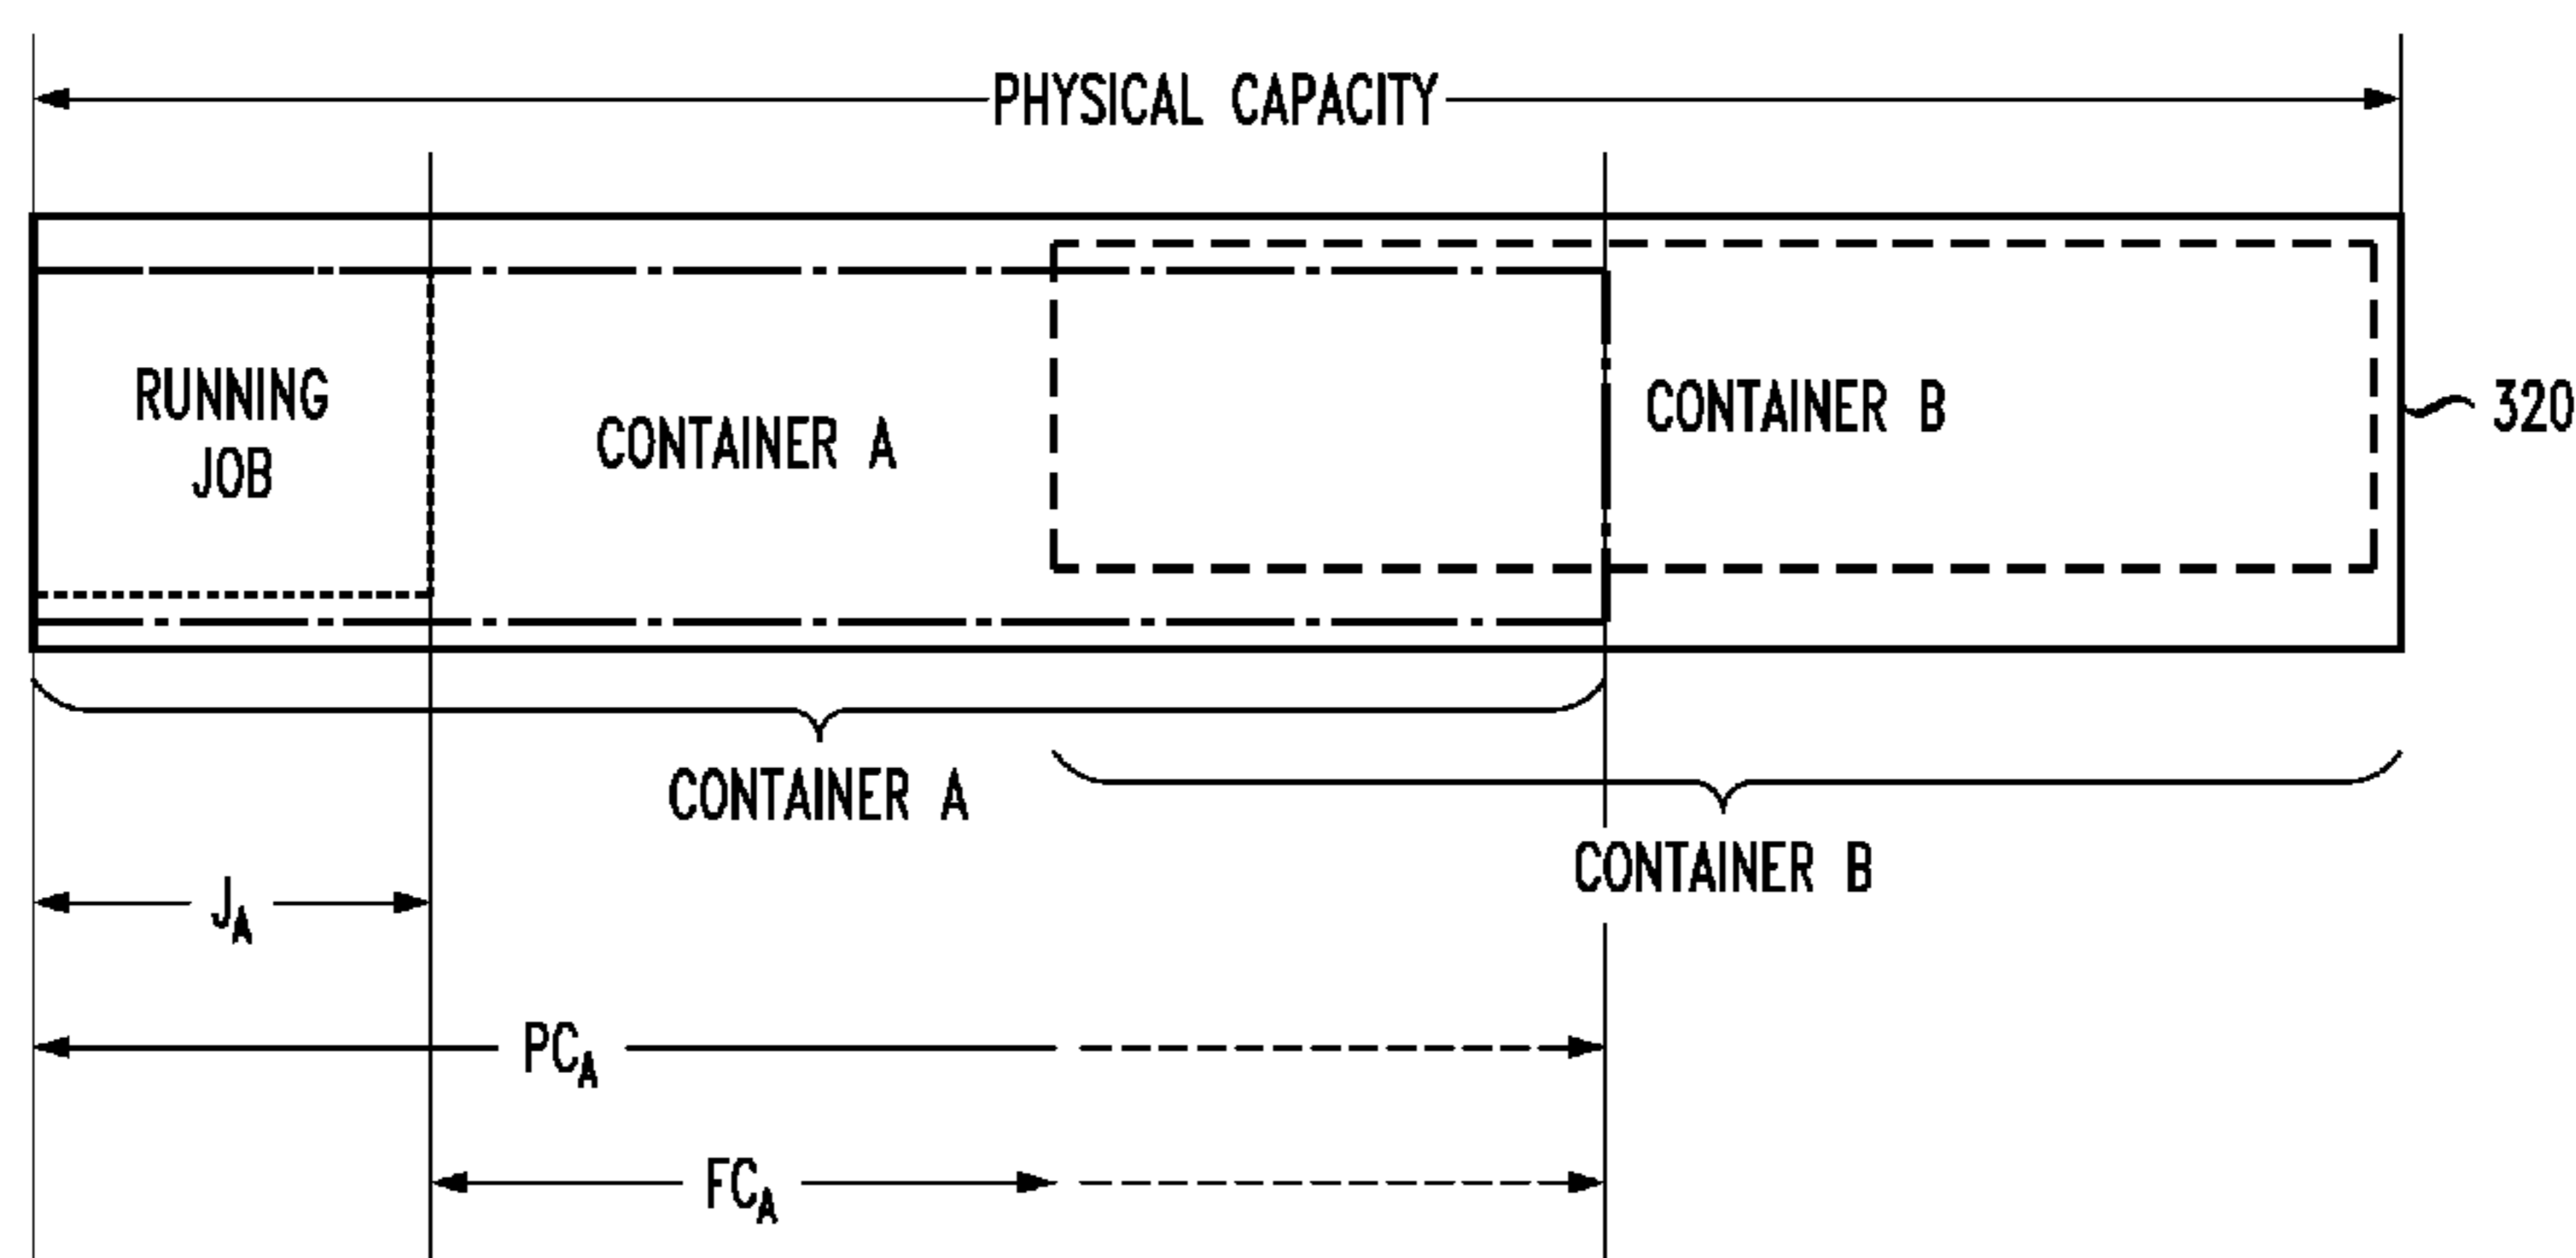 PHYSICAL CAPACITY
RUNNING
JOB
CONTAINER A
CONTAINER B
320
CONTAINER A
CONTAINER B
JA
PCA
FCA